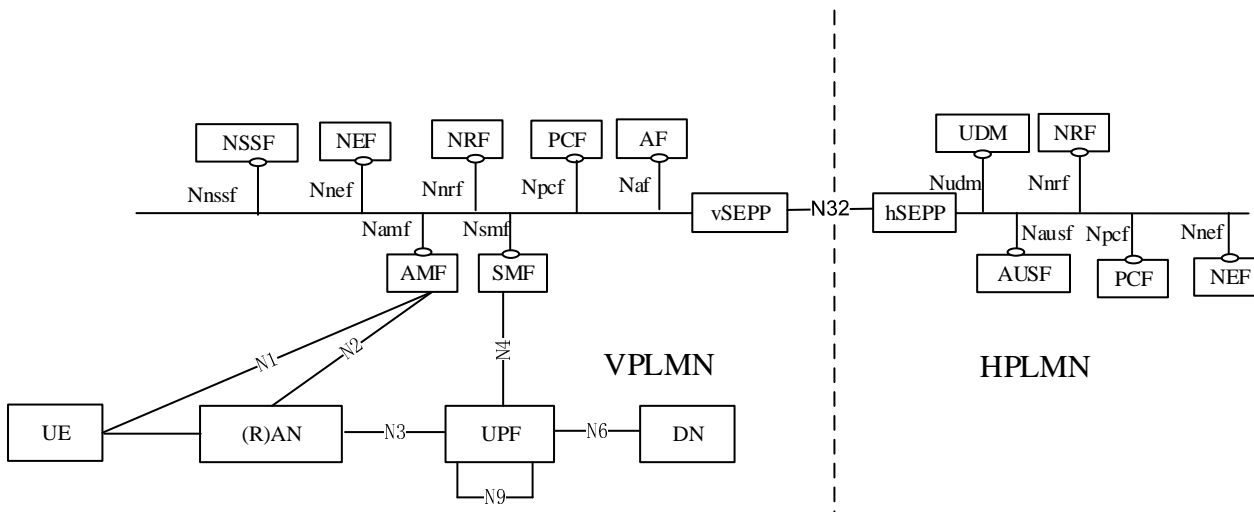 NSSF
NEF
NRF
PCF
AF
UDM
NRF
Nnssf
Nnef
Nnrf
Npcf
Naf
Nudm
Nnrf
vSEPP
N32
hSEPP
Namf
Nsmf
Nausf
Npcf
Nnef
AMF
SMF
AUSF
PCF
NEF
N1
N2
N4
VPLMN
HPLMN
UE
(R)AN
N3
UPF
N6
DN
N9